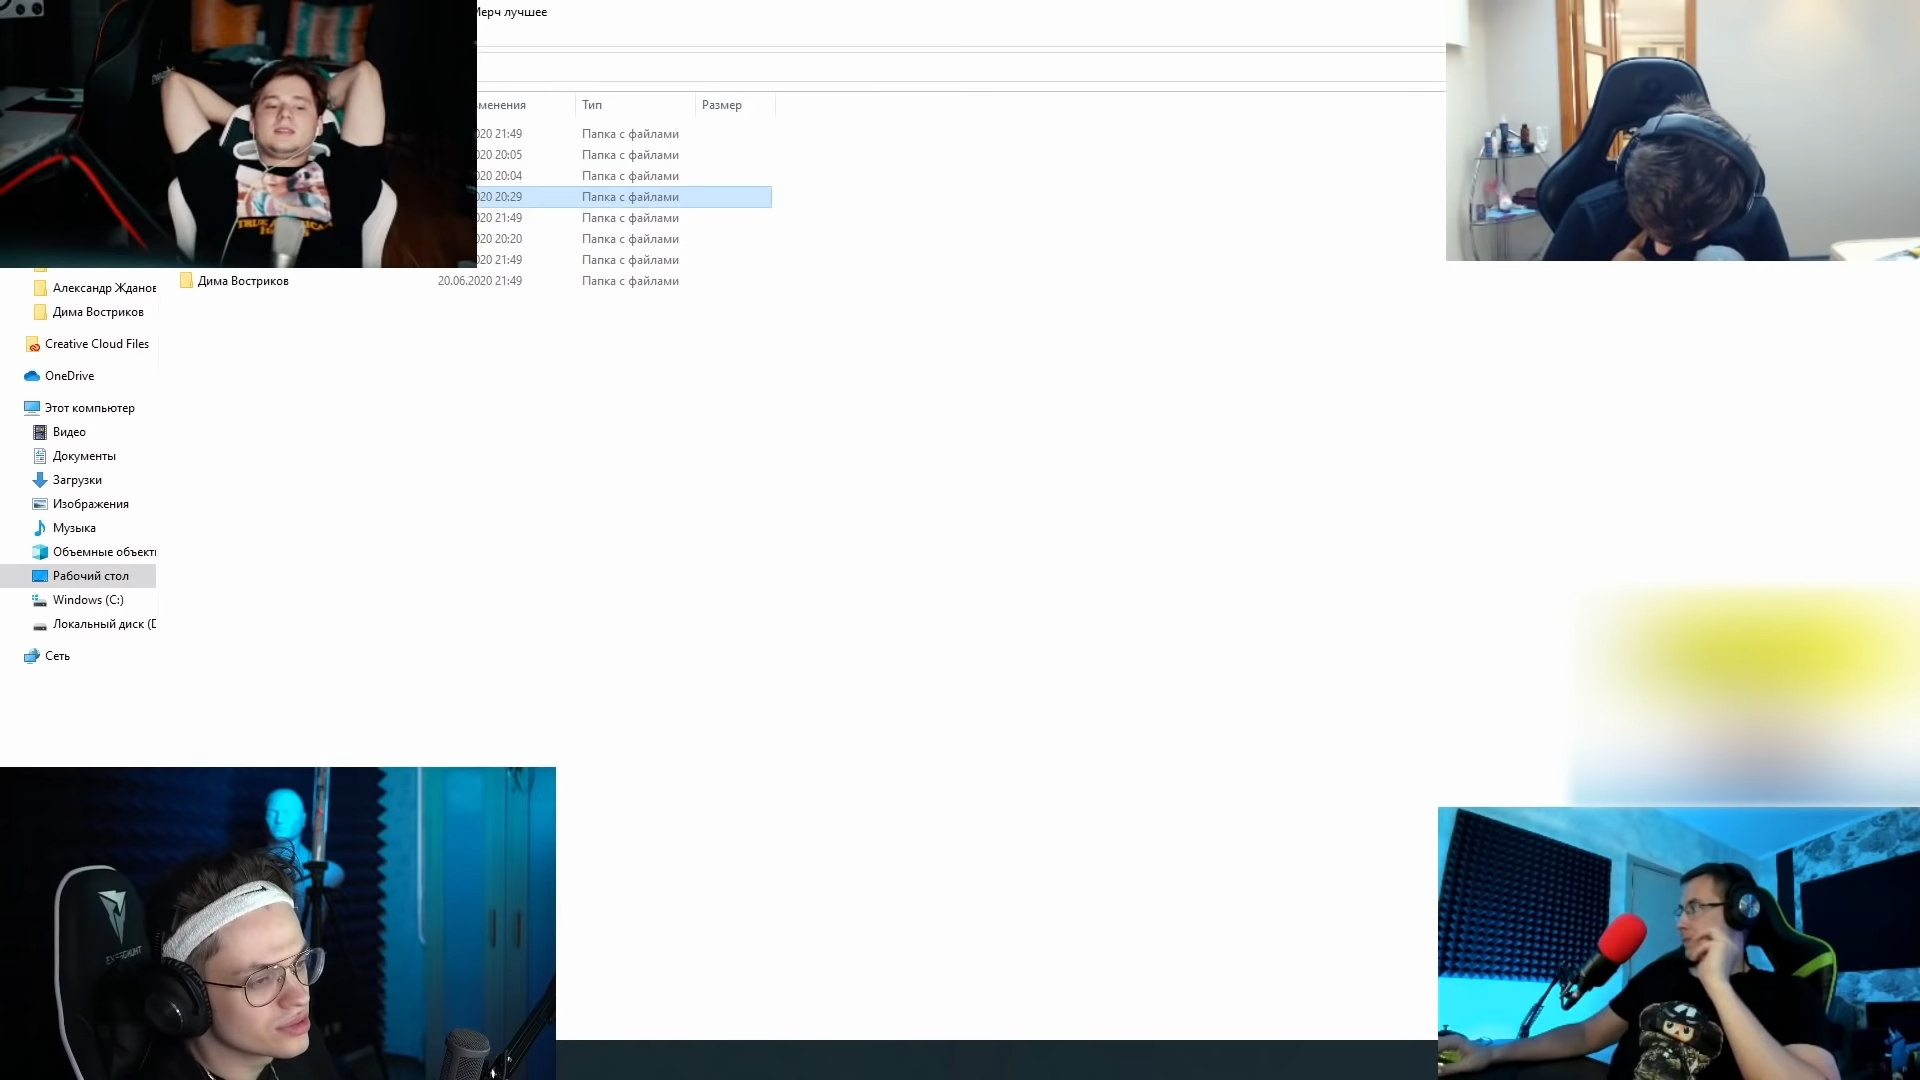 Мерч лучшее
менения Тип Размер
020 21:49 Папка с файлами
020 20:05 Папка с файлами
020 20:04 Папка с файлами
020 20:29 Папка с файлами
020 21:49 Папка с файлами
020 20:20 Папка с файлами
020 21:49 Папка с файлами
Дима Востриков 20.06.2020 21:49 Папка с файлами
Александр Жданов
Дима Востриков
Creative Cloud Files
OneDrive
Этот компьютер
Видео
Документы
Загрузки
Изображения
Музыка
Объемные объекты
Рабочий стол
Windows (C:)
Локальный диск (D
Сеть